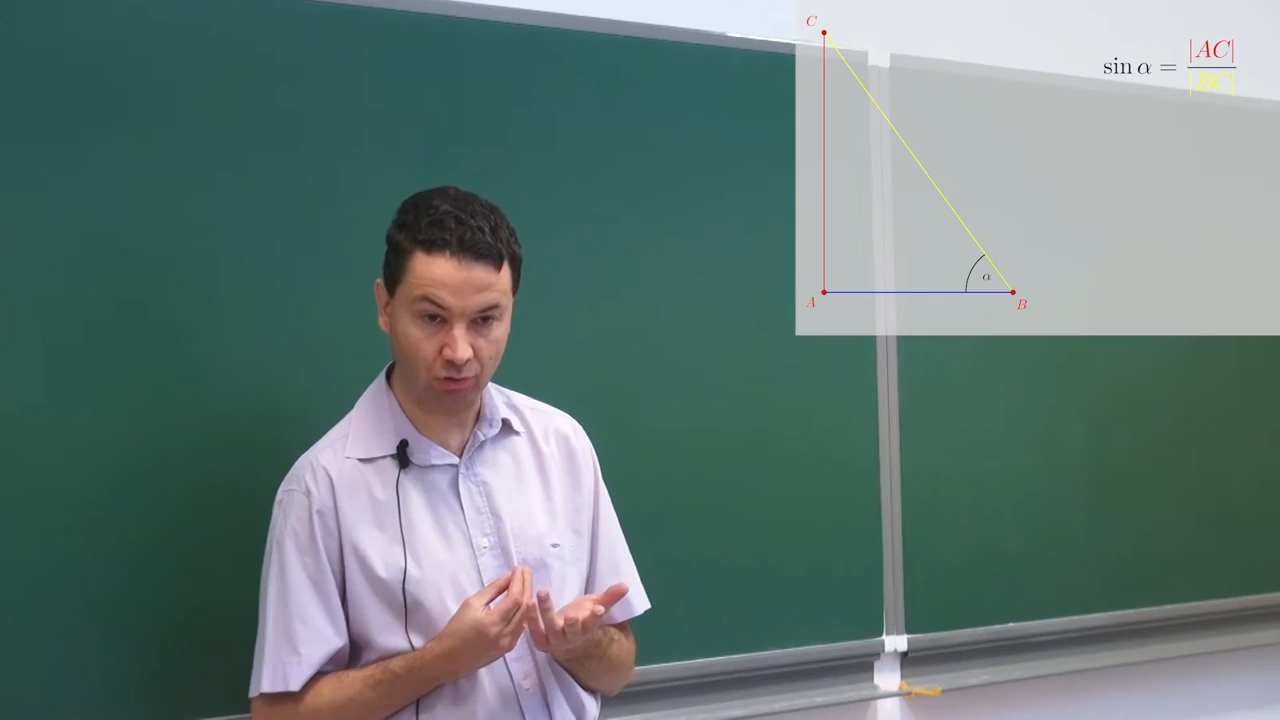 C
sin α = |AC| / |BC|
α
A
B